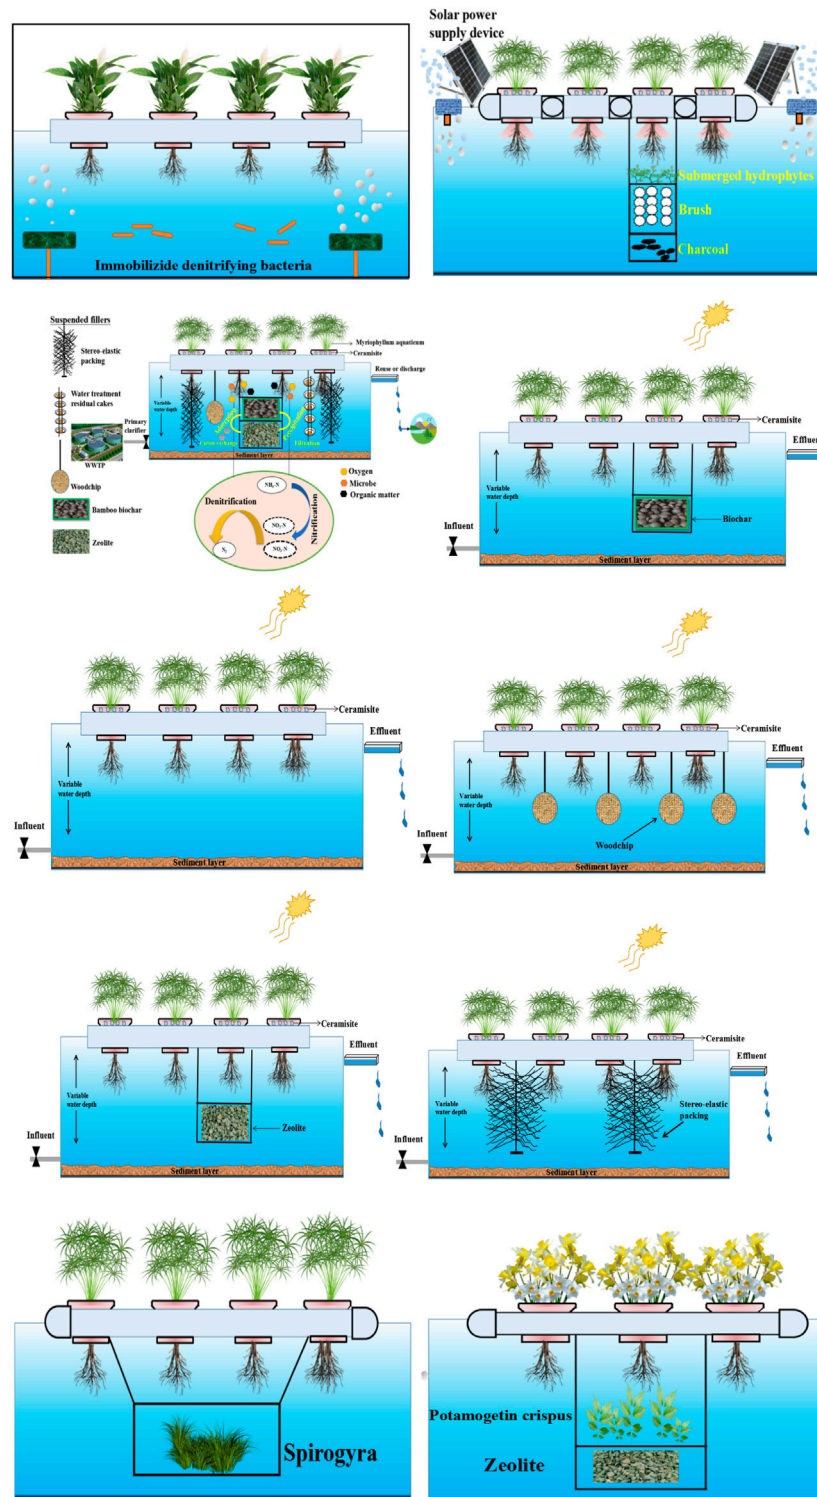 Immobilizide denitrifying bacteria
Solar power
supply device
Submerged hydrophytes
Brush
Charcoal
Suspended fillers
Stereo-elastic
packing
Water treatment
residual cakes
WWTP
Woodchip
Bamboo biochar
Zeolite
Primary
clarifier
Variable
water depth
Myriophyllum aquaticum
Ceramisite
Reuse or discharge
Filtration
Sediment layer
Oxygen
Microbe
Organic matter
Denitrification
Nitrification
NH4-N
N2
Ceramisite
Effluent
Variable
water depth
Biochar
Influent
Sediment layer
Ceramisite
Effluent
Variable
water depth
Influent
Sediment layer
Ceramisite
Effluent
Variable
water depth
Influent
Woodchip
Sediment layer
Ceramisite
Effluent
Variable
water depth
Zeolite
Influent
Sediment layer
Ceramisite
Effluent
Variable
water depth
Stereo-elastic
packing
Influent
Sediment layer
Spirogyra
Potamogetin crispus
Zeolite